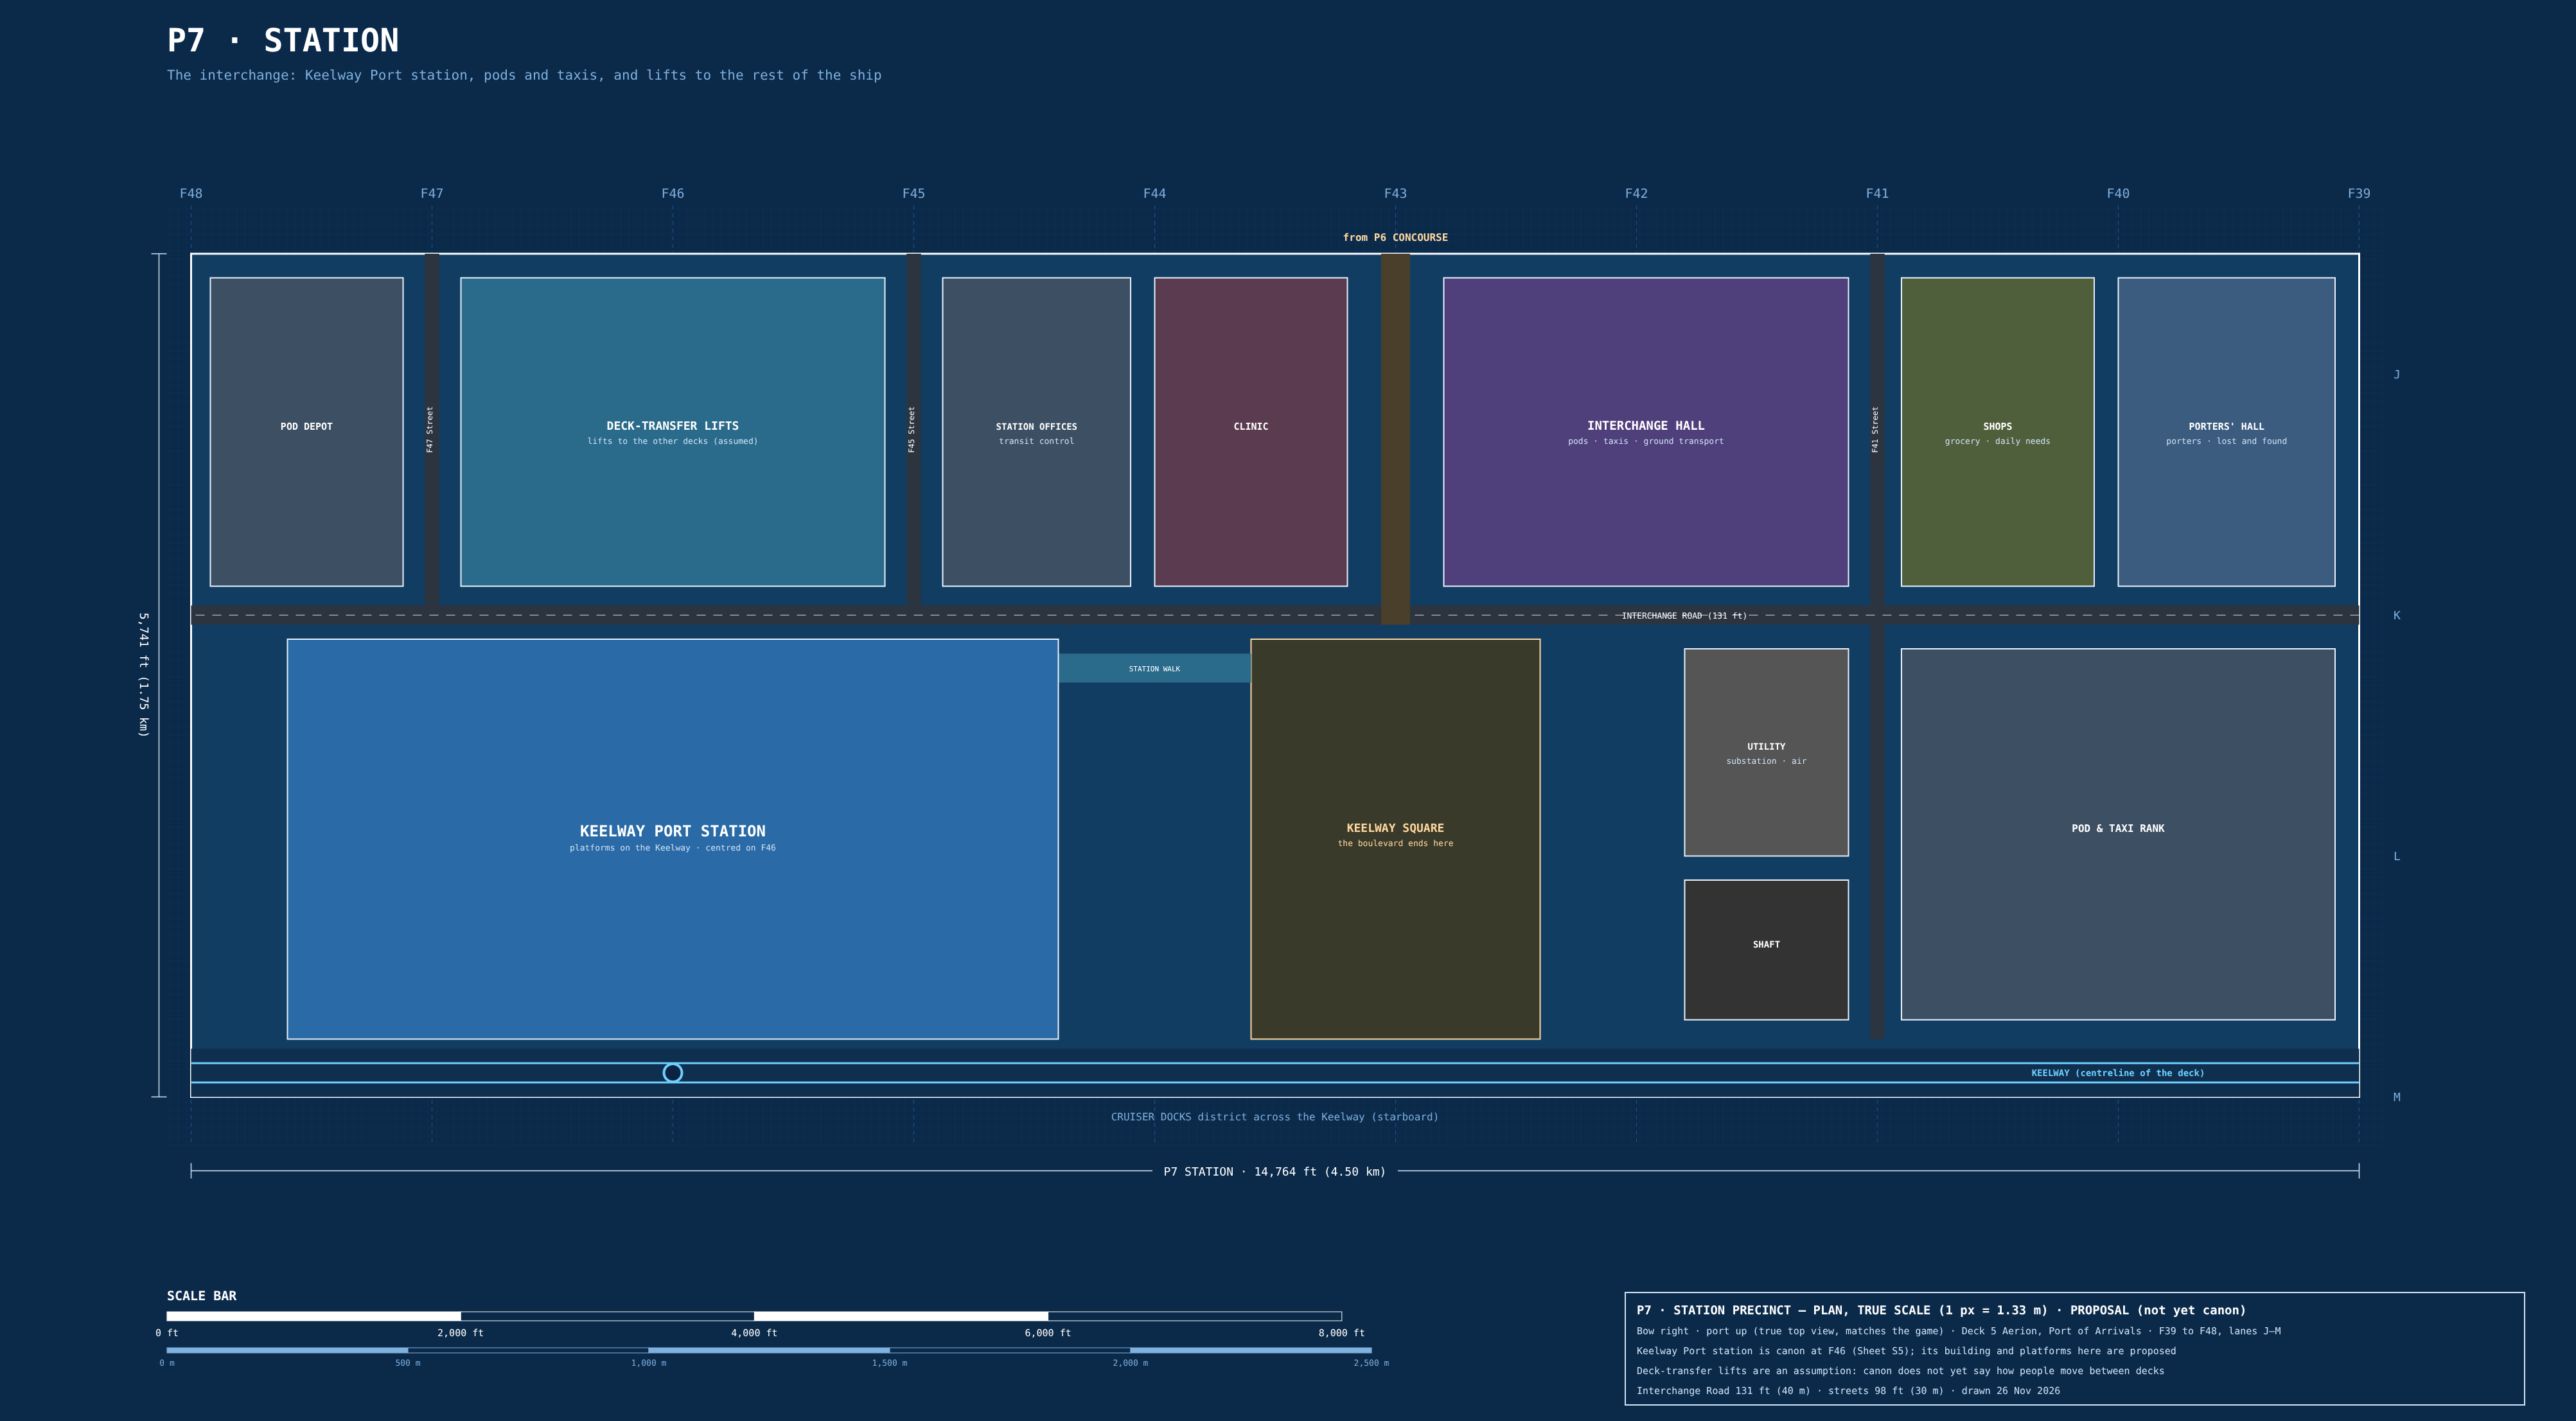 P7 · STATION
The interchange: Keelway Port station, pods and taxis, and lifts to the rest of the ship
F48
F47
F46
F45
F44
F43
F42
F41
F40
F39
from P6 CONCOURSE
POD DEPOT
F47 Street
DECK-TRANSFER LIFTS
lifts to the other decks (assumed)
F45 Street
STATION OFFICES
transit control
CLINIC
INTERCHANGE HALL
pods · taxis · ground transport
F41 Street
SHOPS
grocery · daily needs
PORTERS' HALL
porters · lost and found
J
INTERCHANGE ROAD (131 ft)
K
5,741 ft (1.75 km)
STATION WALK
KEELWAY PORT STATION
platforms on the Keelway · centred on F46
KEELWAY SQUARE
the boulevard ends here
UTILITY
substation · air
SHAFT
POD & TAXI RANK
L
KEELWAY (centreline of the deck)
M
CRUISER DOCKS district across the Keelway (starboard)
P7 STATION · 14,764 ft (4.50 km)
SCALE BAR
0 ft
2,000 ft
4,000 ft
6,000 ft
8,000 ft
0 m
500 m
1,000 m
1,500 m
2,000 m
2,500 m
P7 · STATION PRECINCT — PLAN, TRUE SCALE (1 px = 1.33 m) · PROPOSAL (not yet canon)
Bow right · port up (true top view, matches the game) · Deck 5 Aerion, Port of Arrivals · F39 to F48, lanes J–M
Keelway Port station is canon at F46 (Sheet S5); its building and platforms here are proposed
Deck-transfer lifts are an assumption: canon does not yet say how people move between decks
Interchange Road 131 ft (40 m) · streets 98 ft (30 m) · drawn 26 Nov 2026